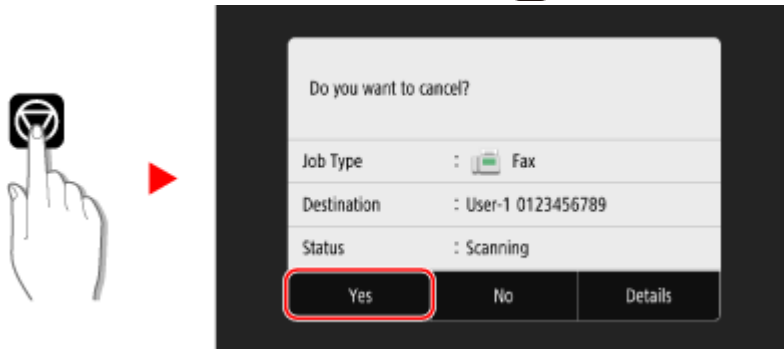 Do you want to cancel?
Job Type : Fax
Destination : User-1 0123456789
Status : Scanning
Yes No Details